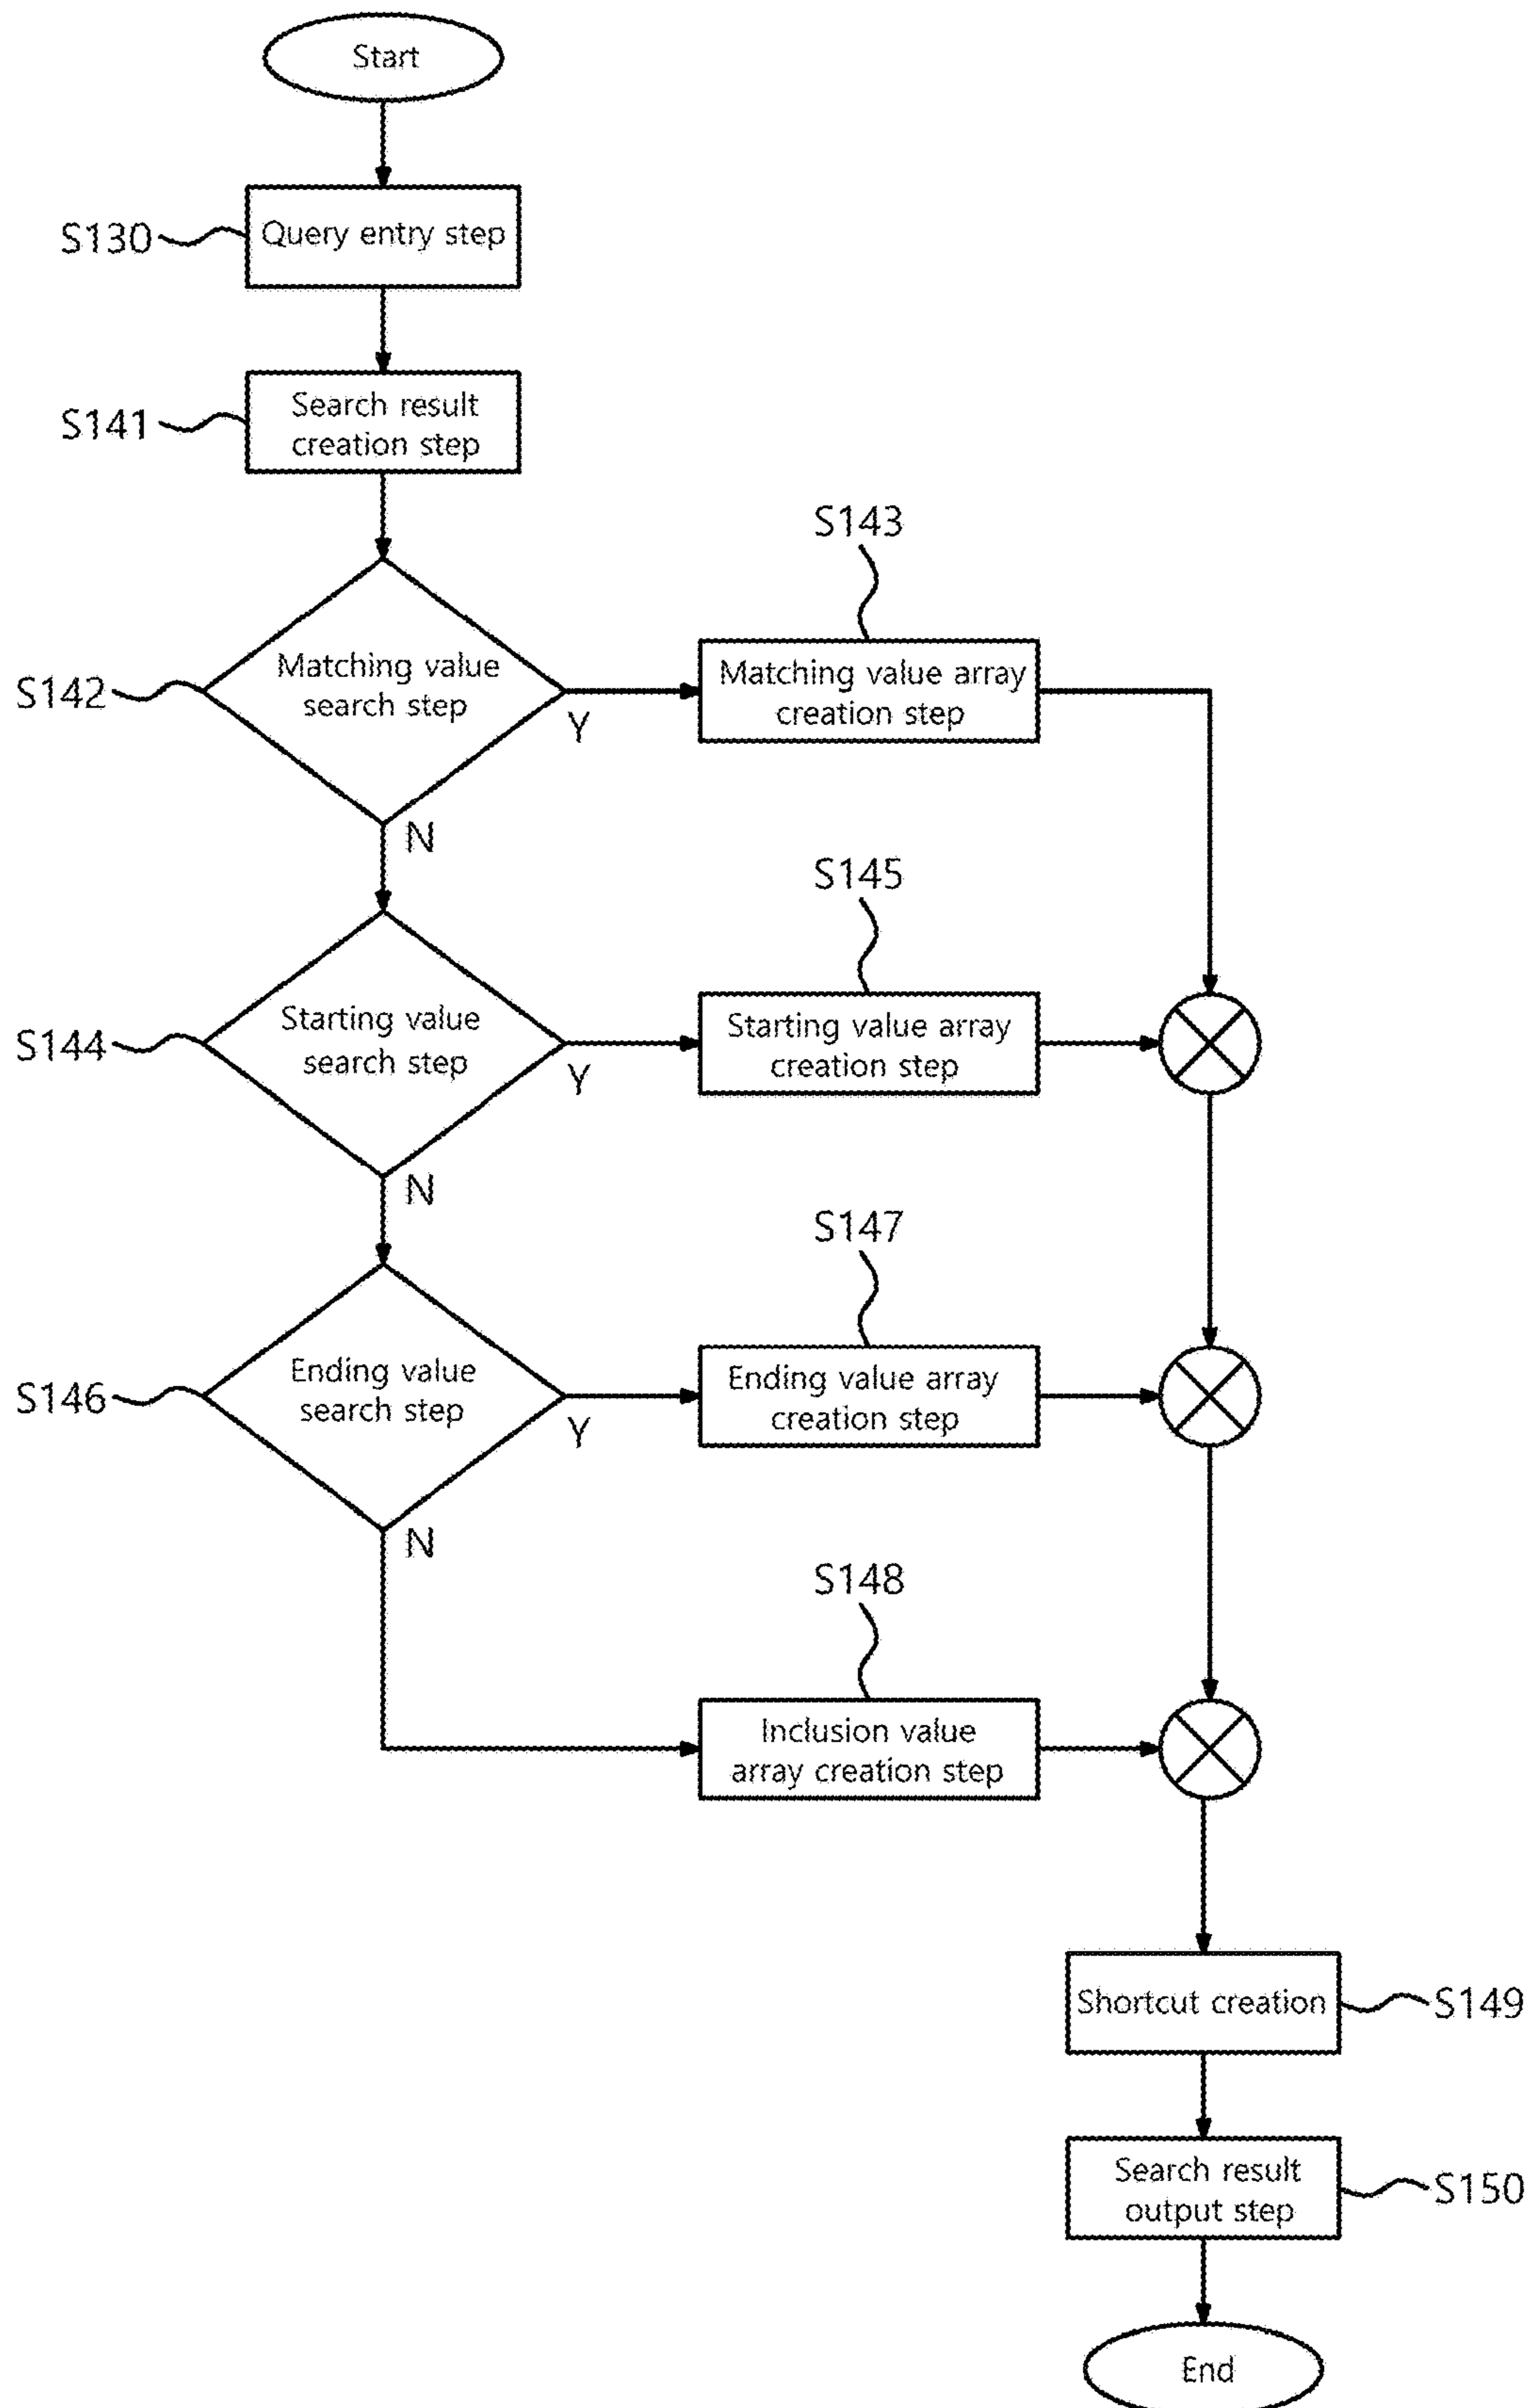 Start
S130
Query entry step
S141
Search result
creation step
S143
S142
Matching value
search step
Y
Matching value array
creation step
N
S145
S144
Starting value
search step
Y
Starting value array
creation step
N
S147
S146
Ending value
search step
Y
Ending value array
creation step
N
S148
Inclusion value
array creation step
Shortcut creation
S149
Search result
output step
S150
End